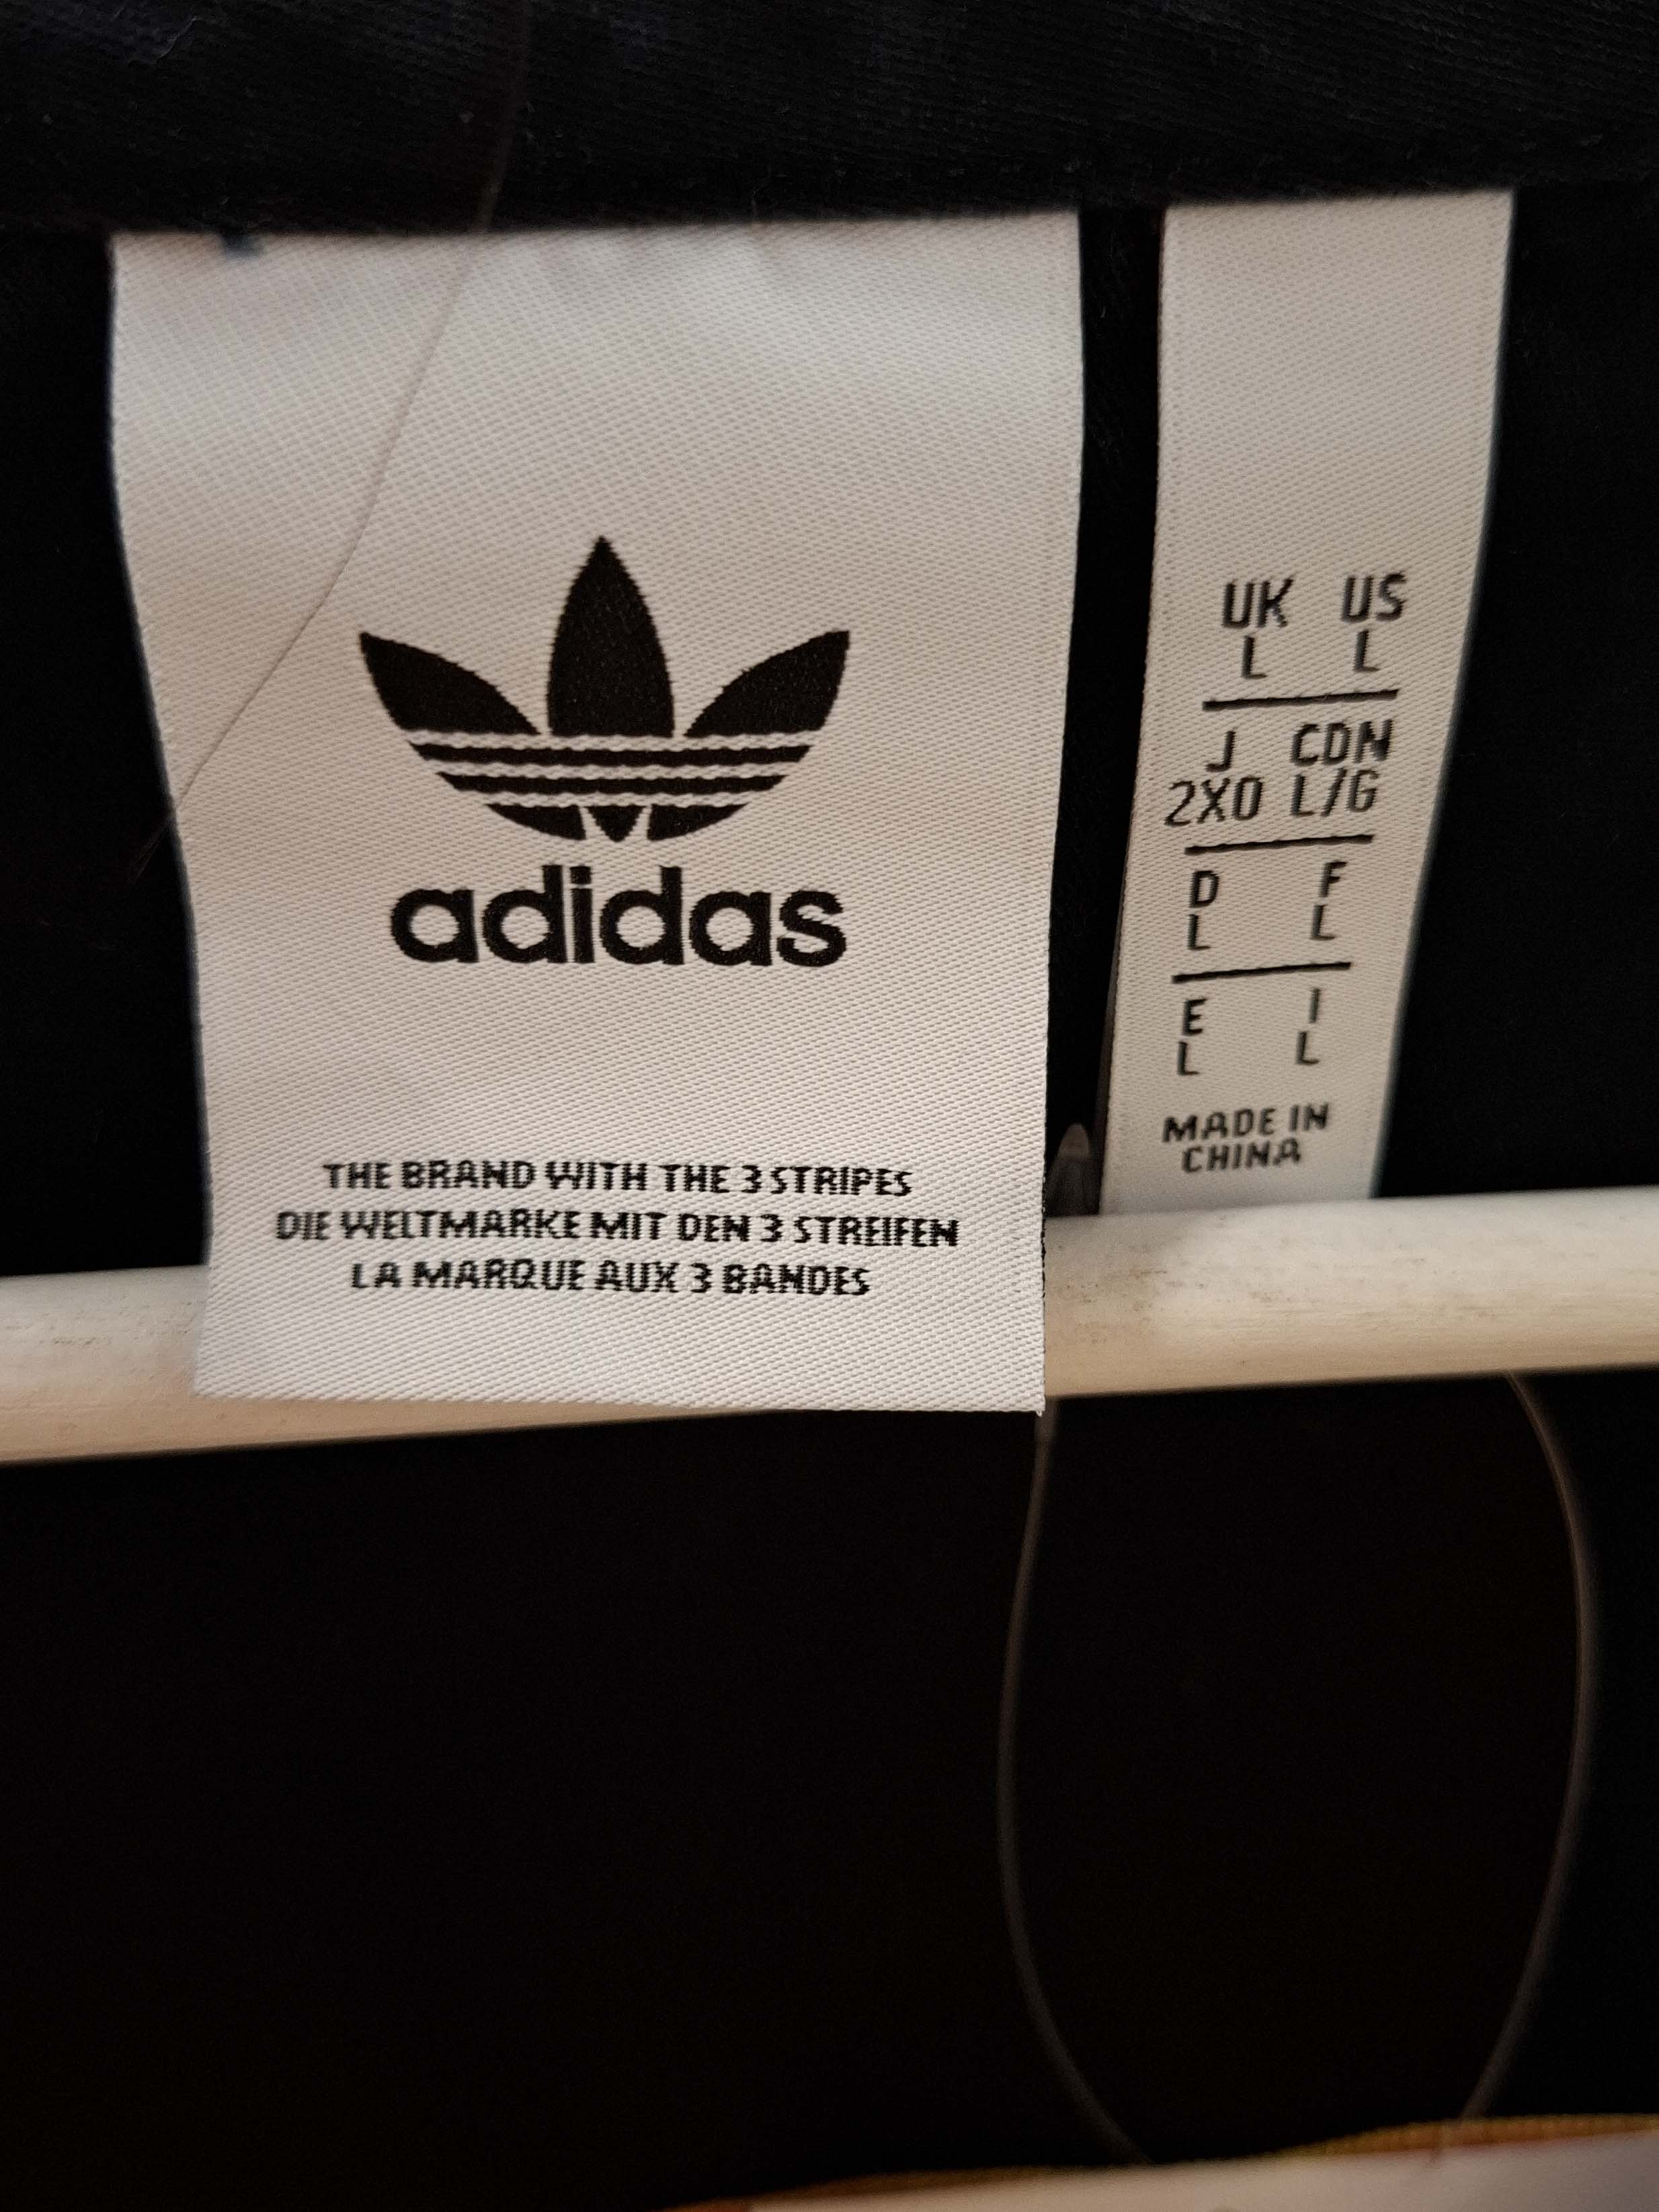 adidas
THE BRAND WITH THE 3 STRIPES
DIE WELTMARKE MIT DEN 3 STREIFEN
LA MARQUE AUX 3 BANDES
UK US
L L
J CDN
2XO L/G
D F
L L
E I
L L
MADE IN
CHINA